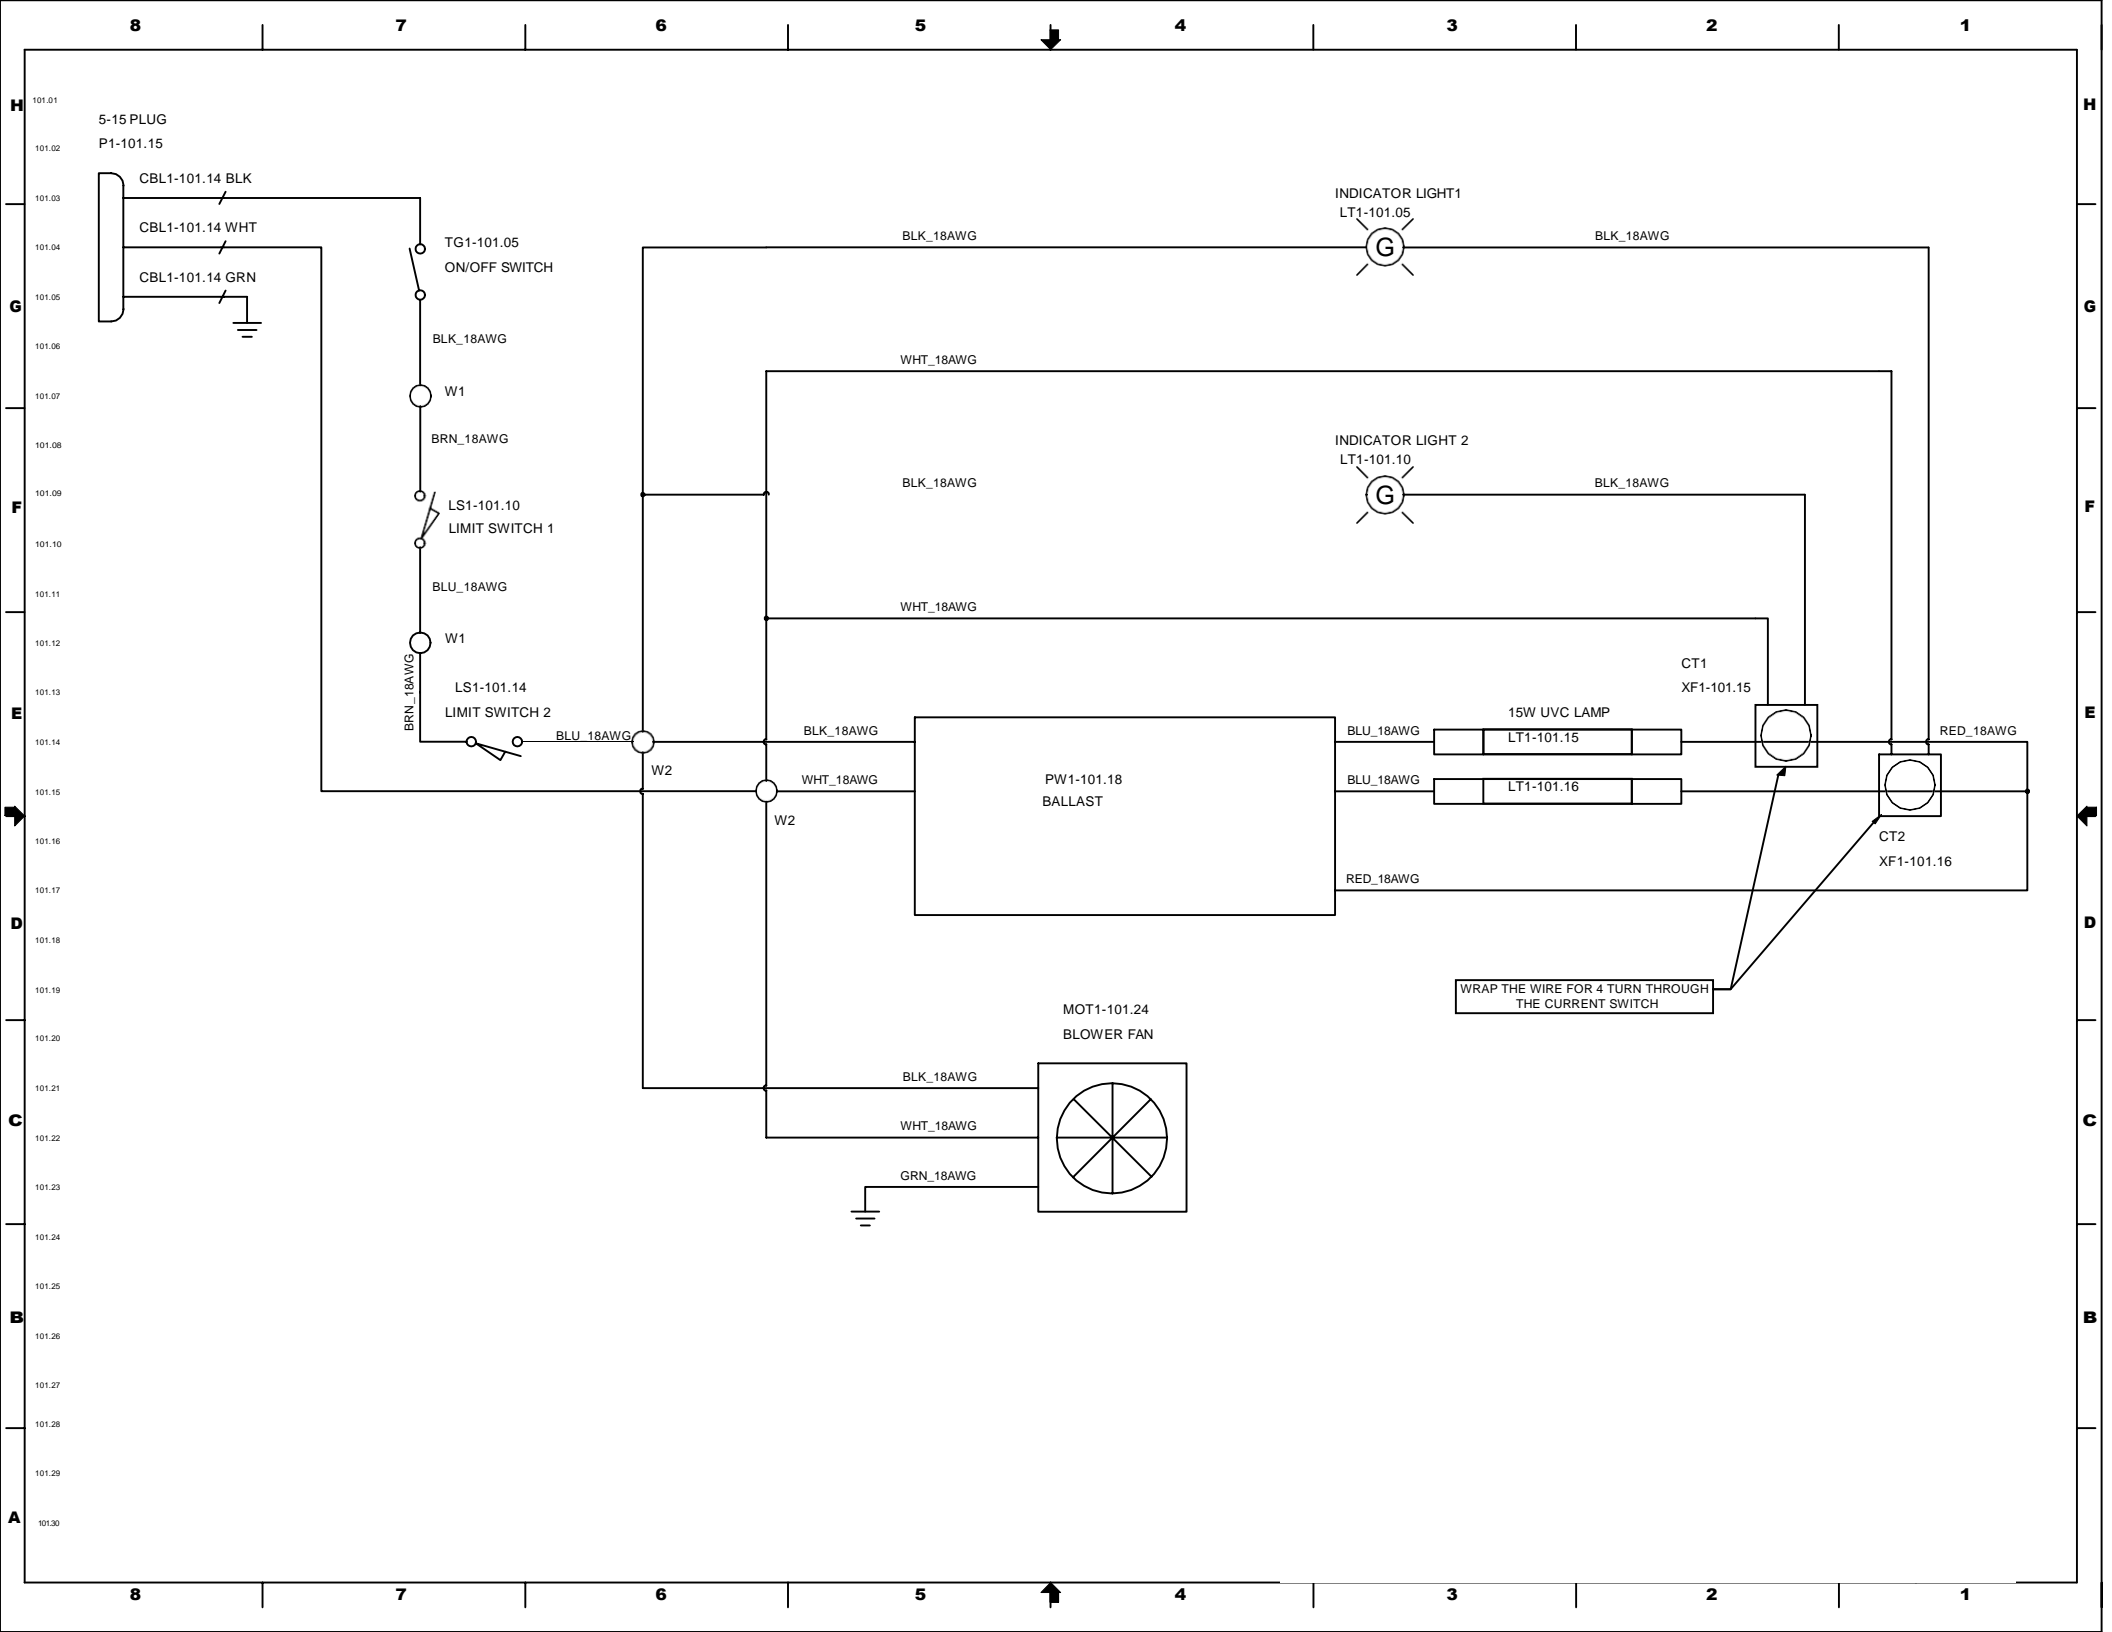 8 7 6 5 4 3 2 1
H H
101.01
5-15 PLUG
P1-101.15
101.02
CBL1-101.14 BLK
101.03
INDICATOR LIGHT1
LT1-101.05
CBL1-101.14 WHT
BLK_18AWG
G
BLK_18AWG
101.04
TG1-101.05
ON/OFF SWITCH
CBL1-101.14 GRN
101.05
G G
BLK_18AWG
101.06
WHT_18AWG
W1
101.07
BRN_18AWG
101.08
INDICATOR LIGHT 2
LT1-101.10
BLK_18AWG
G
BLK_18AWG
101.09
F F
LS1-101.10
LIMIT SWITCH 1
101.10
BLU_18AWG
101.11
WHT_18AWG
W1
101.12
BRN_18AWG
CT1
XF1-101.15
101.13
LS1-101.14
LIMIT SWITCH 2
E E
15W UVC LAMP
BLU_18AWG
BLK_18AWG
BLU_18AWG
LT1-101.15
RED_18AWG
101.14
W2
WHT_18AWG
PW1-101.18
BALLAST
BLU_18AWG
LT1-101.16
101.15
W2
CT2
XF1-101.16
101.16
RED_18AWG
101.17
D D
101.18
WRAP THE WIRE FOR 4 TURN THROUGH
THE CURRENT SWITCH
101.19
MOT1-101.24
BLOWER FAN
101.20
BLK_18AWG
101.21
C C
WHT_18AWG
101.22
GRN_18AWG
101.23
101.24
101.25
B B
101.26
101.27
101.28
101.29
A
101.30
8 7 6 5 4 3 2 1